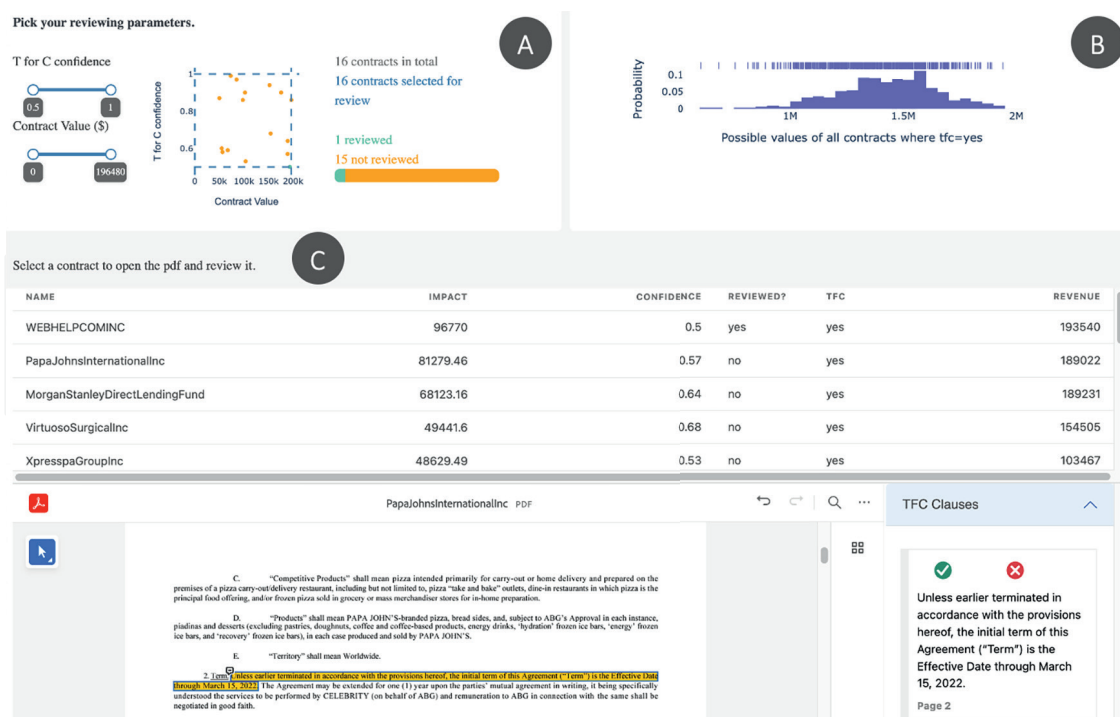 Pick your reviewing parameters.
A
T for C confidence
0.5 1
Contract Value ($)
0 196480
T for C confidence
1
0.8
0.6
0 50k 100k 150k 200k
Contract Value
16 contracts in total
16 contracts selected for
review
1 reviewed
15 not reviewed
B
Probability
0.1
0.05
0
1M 1.5M 2M
Possible values of all contracts where tfc=yes
C
Select a contract to open the pdf and review it.
NAME IMPACT CONFIDENCE REVIEWED? TFC REVENUE
WEBHELPCOMINC 96770 0.5 yes yes 193540
PapaJohnsInternationalInc 81279.46 0.57 no yes 189022
MorganStanleyDirectLendingFund 68123.16 0.64 no yes 189231
VirtuosoSurgicalInc 49441.6 0.68 no yes 154505
XpresspaGroupInc 48629.49 0.53 no yes 103467
PapaJohnsInternationalInc PDF
C. "Competitive Products" shall mean pizza intended primarily for carry-out or home delivery and prepared on the
premises of a pizza carry-out/delivery restaurant, including but not limited to, pizza "take and bake" outlets, dine-in restaurants in which pizza is the
principal food offering, and/or frozen pizza sold in grocery or mass merchandiser stores for in-home preparation.
D. "Products" shall mean PAPA JOHN'S-branded pizza, bread sides, and, subject to ABG's Approval in each instance,
piadinas and desserts (excluding pastries, doughnuts, coffee and coffee-based products, energy drinks, 'hydration' frozen ice bars, 'energy' frozen
ice bars, and 'recovery' frozen ice bars), in each case produced and sold by PAPA JOHN'S.
E. "Territory" shall mean Worldwide.
2. Term. Unless earlier terminated in accordance with the provisions hereof, the initial term of this Agreement ("Term") is the Effective Date
through March 15, 2022. The Agreement may be extended for one (1) year upon the parties' mutual agreement in writing, it being specifically
understood the services to be performed by CELEBRITY (on behalf of ABG) and remuneration to ABG in connection with the same shall be
negotiated in good faith.
TFC Clauses
Unless earlier terminated in
accordance with the provisions
hereof, the initial term of this
Agreement ("Term") is the
Effective Date through March
15, 2022.
Page 2